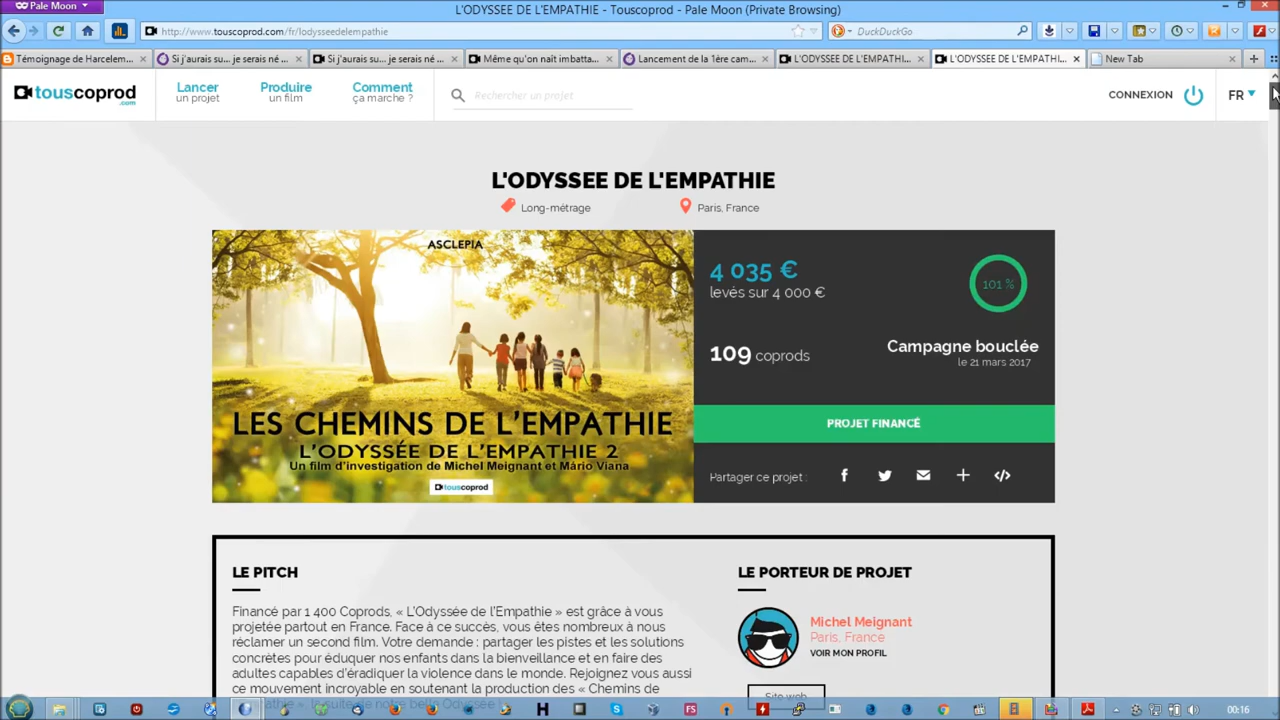 Pale Moon
L'ODYSSEE DE L'EMPATHIE - Touscoprod - Pale Moon (Private Browsing)
http://www.touscoprod.com/fr/lodysseedelempathie
DuckDuckGo
Témoignage de Harcelem...
Si j'aurais su... je serais né ...
Si j'aurais su... je serais né ...
Même qu'on naît imbatta...
Lancement de la 1ère cam...
L'ODYSSEE DE L'EMPATHI...
L'ODYSSEE DE L'EMPATHI...
New Tab
touscoprod
.com
Lancer
un projet
Produire
un film
Comment
ça marche ?
Rechercher un projet
CONNEXION
FR
L'ODYSSEE DE L'EMPATHIE
Long-métrage
Paris, France
ASCLEPIA
LES CHEMINS DE L'EMPATHIE
L'ODYSSÉE DE L'EMPATHIE 2
Un film d'investigation de Michel Meignant et Mário Viana
touscoprod
4 035 €
levés sur 4 000 €
101 %
109 coprods
Campagne bouclée
le 21 mars 2017
PROJET FINANCÉ
Partager ce projet :
LE PITCH
Financé par 1 400 Coprods, « L'Odyssée de l'Empathie » est grâce à vous
projetée partout en France. Face à ce succès, vous êtes nombreux à nous
réclamer un second film. Votre demande : partager les pistes et les solutions
concrètes pour éduquer nos enfants dans la bienveillance et en faire des
adultes capables d'éradiquer la violence dans le monde. Rejoignez vous aussi
ce mouvement incroyable en soutenant la production des « Chemins de
LE PORTEUR DE PROJET
Michel Meignant
Paris, France
VOIR MON PROFIL
Site web
00:16